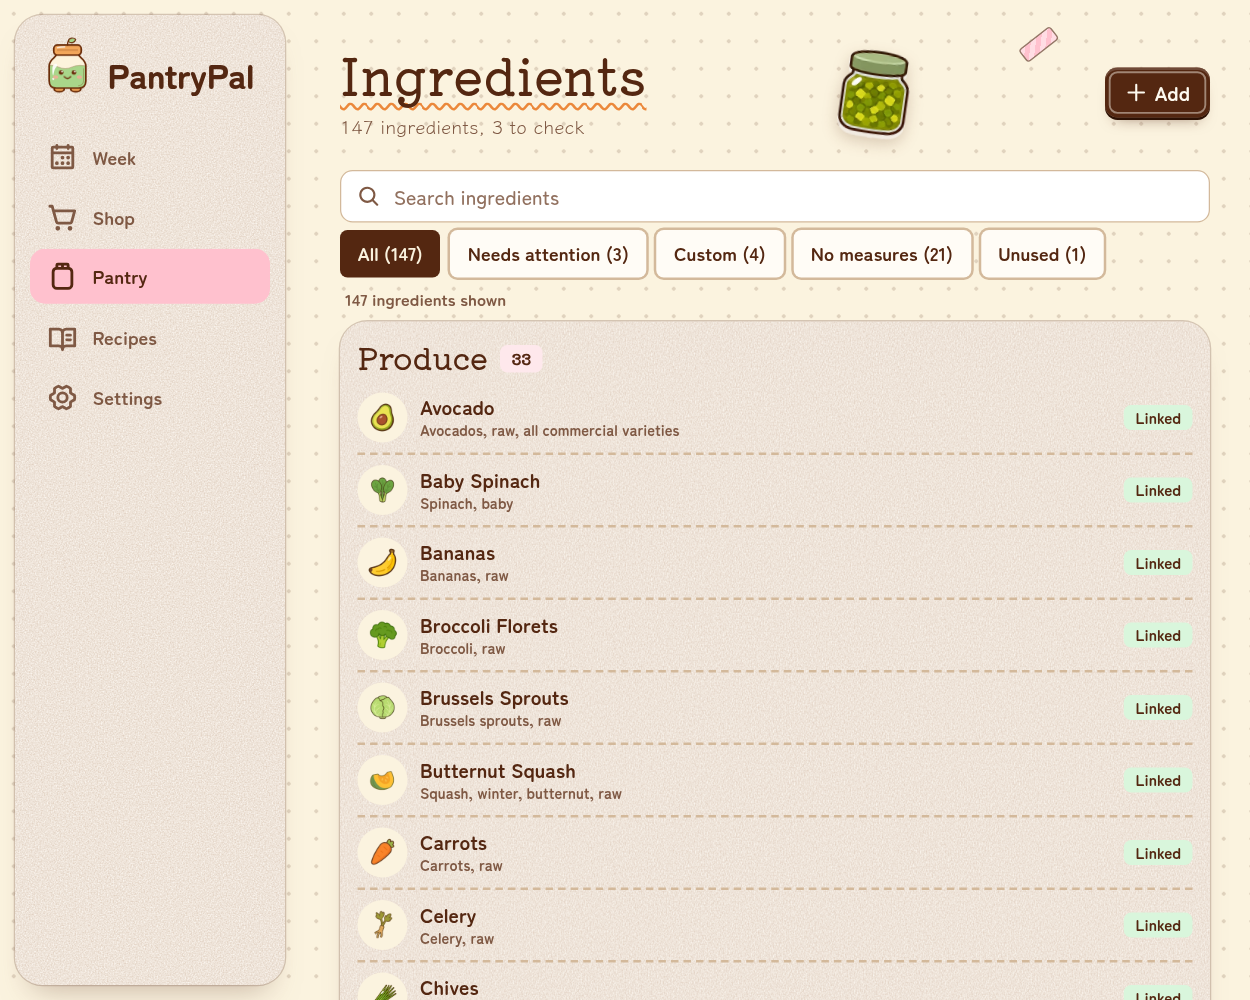 PantryPal
Week
Shop
Pantry
Recipes
Settings
Ingredients
147 ingredients, 3 to check
Add
Search ingredients
All (147)
Needs attention (3)
Custom (4)
No measures (21)
Unused (1)
147 ingredients shown
Produce 33
Avocado
Avocados, raw, all commercial varieties
Linked
Baby Spinach
Spinach, baby
Linked
Bananas
Bananas, raw
Linked
Broccoli Florets
Broccoli, raw
Linked
Brussels Sprouts
Brussels sprouts, raw
Linked
Butternut Squash
Squash, winter, butternut, raw
Linked
Carrots
Carrots, raw
Linked
Celery
Celery, raw
Linked
Chives
Linked